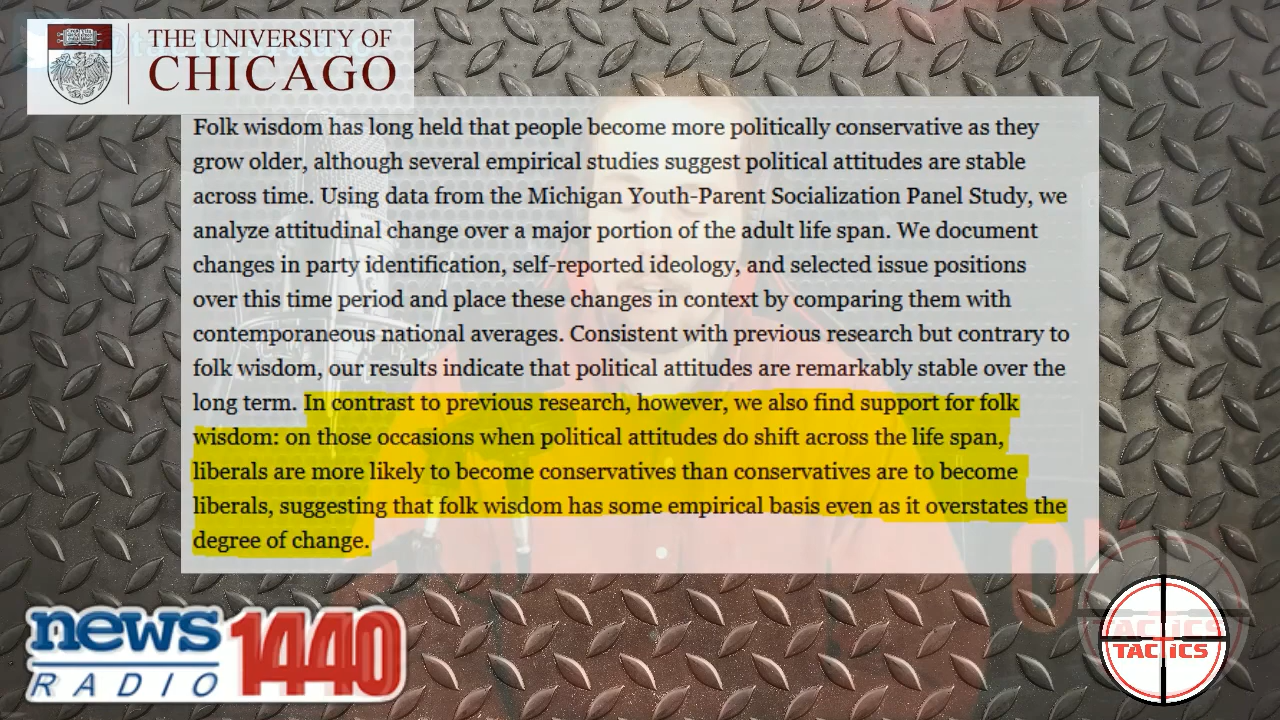 THE UNIVERSITY OF
CHICAGO
Folk wisdom has long held that people become more politically conservative as they
grow older, although several empirical studies suggest political attitudes are stable
across time. Using data from the Michigan Youth-Parent Socialization Panel Study, we
analyze attitudinal change over a major portion of the adult life span. We document
changes in party identification, self-reported ideology, and selected issue positions
over this time period and place these changes in context by comparing them with
contemporaneous national averages. Consistent with previous research but contrary to
folk wisdom, our results indicate that political attitudes are remarkably stable over the
long term. In contrast to previous research, however, we also find support for folk
wisdom: on those occasions when political attitudes do shift across the life span,
liberals are more likely to become conservatives than conservatives are to become
liberals, suggesting that folk wisdom has some empirical basis even as it overstates the
degree of change.
news 1440
RADIO
TACTICS
TACTICS